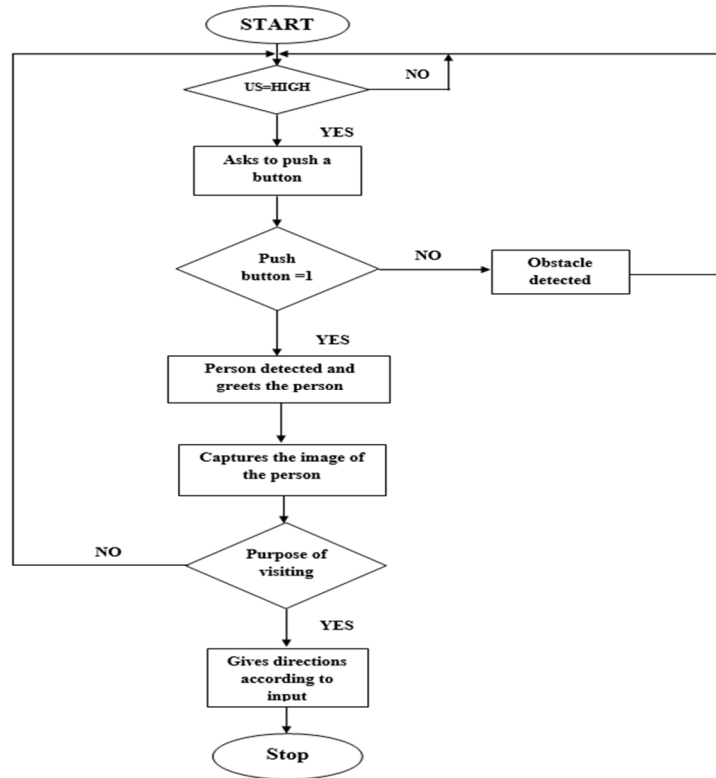 START
NO
US=HIGH
YES
Asks to push a
button
Push
button =1
NO
Obstacle
detected
YES
Person detected and
greets the person
Captures the image of
the person
NO
Purpose of
visiting
YES
Gives directions
according to
input
Stop